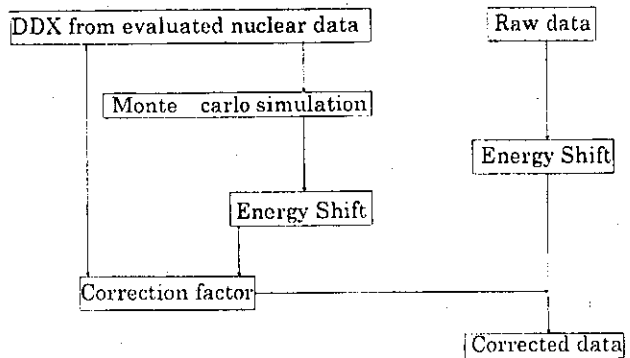 DDX from evaluated nuclear data
Raw data
Monte carlo simulation
Energy Shift
Energy Shift
Correction factor
Corrected data